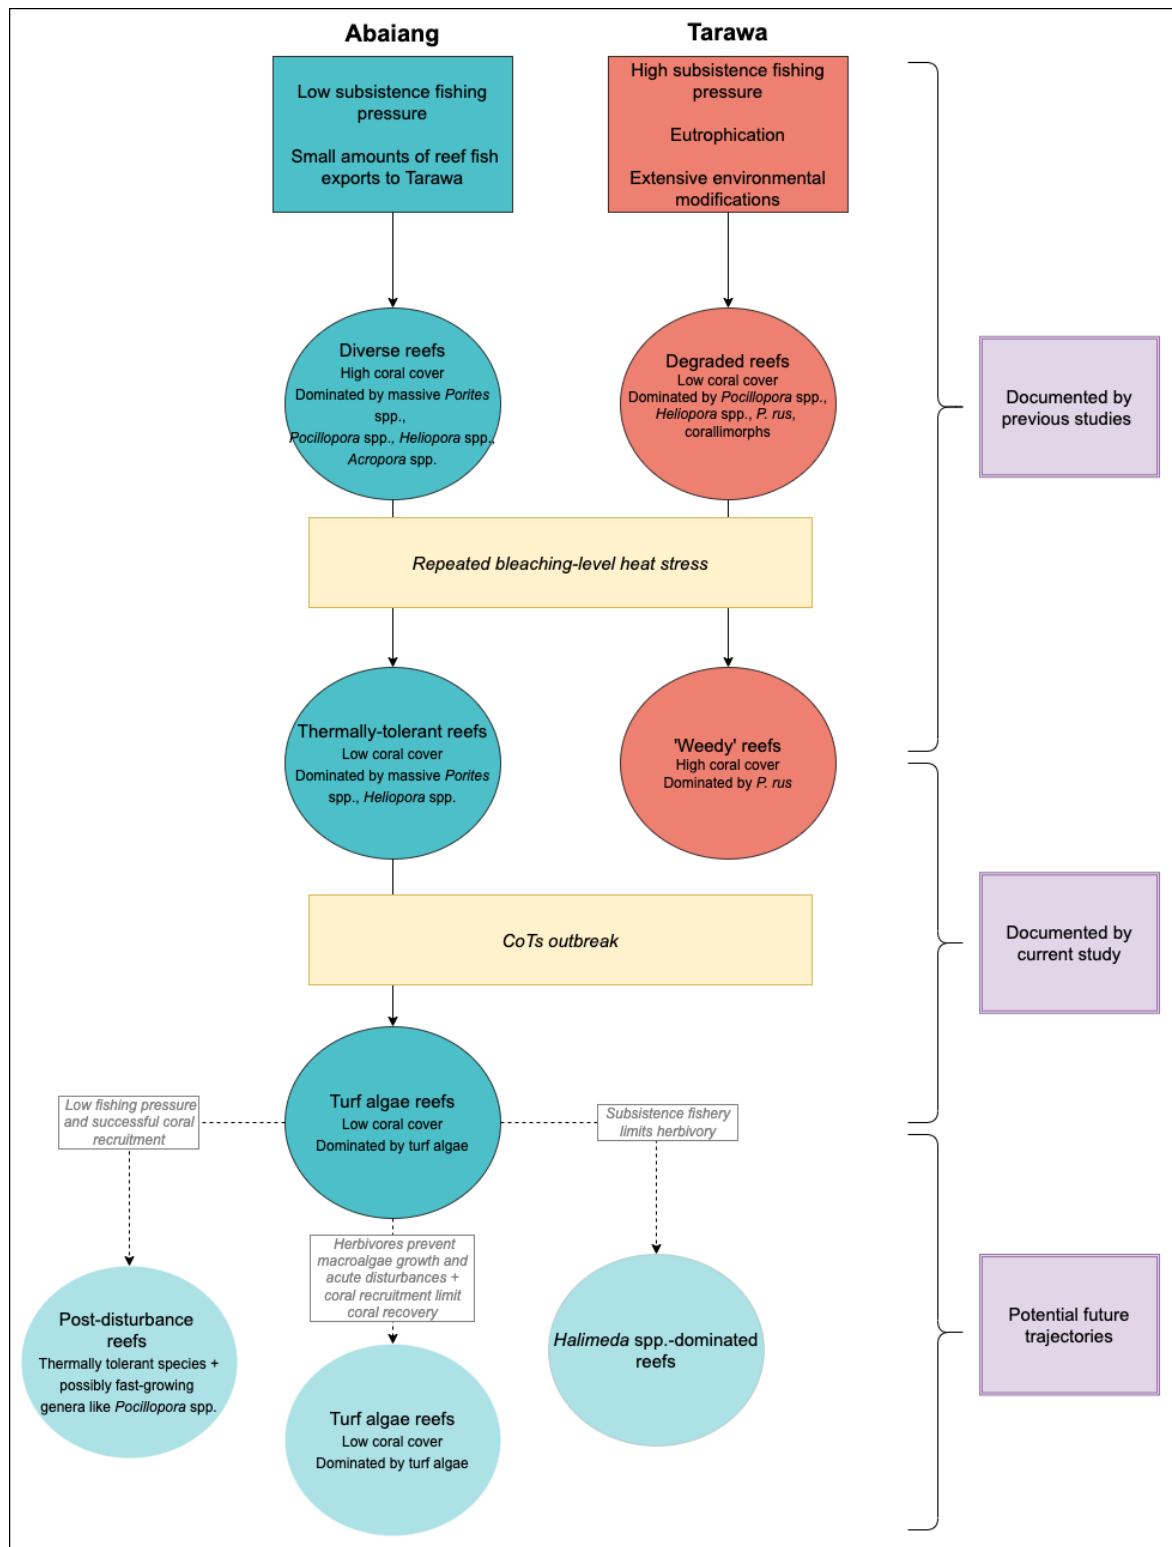 Abaiang
Tarawa
Low subsistence fishing
pressure
Small amounts of reef fish
exports to Tarawa
High subsistence fishing
pressure
Eutrophication
Extensive environmental
modifications
Diverse reefs
High coral cover
Dominated by massive Porites
spp.,
Pocillopora spp., Heliopora spp.,
Acropora spp.
Degraded reefs
Low coral cover
Dominated by Pocillopora spp.,
Heliopora spp., P. rus,
corallimorphs
Documented by
previous studies
Repeated bleaching-level heat stress
Thermally-tolerant reefs
Low coral cover
Dominated by massive Porites
spp., Heliopora spp.
'Weedy' reefs
High coral cover
Dominated by P. rus
CoTs outbreak
Documented by
current study
Turf algae reefs
Low coral cover
Dominated by turf algae
Low fishing pressure
and successful coral
recruitment
Subsistence fishery
limits herbivory
Herbivores prevent
macroalgae growth and
acute disturbances +
coral recruitment limit
coral recovery
Post-disturbance
reefs
Thermally tolerant species +
possibly fast-growing
genera like Pocillopora spp.
Turf algae reefs
Low coral cover
Dominated by turf algae
Halimeda spp.-dominated
reefs
Potential future
trajectories